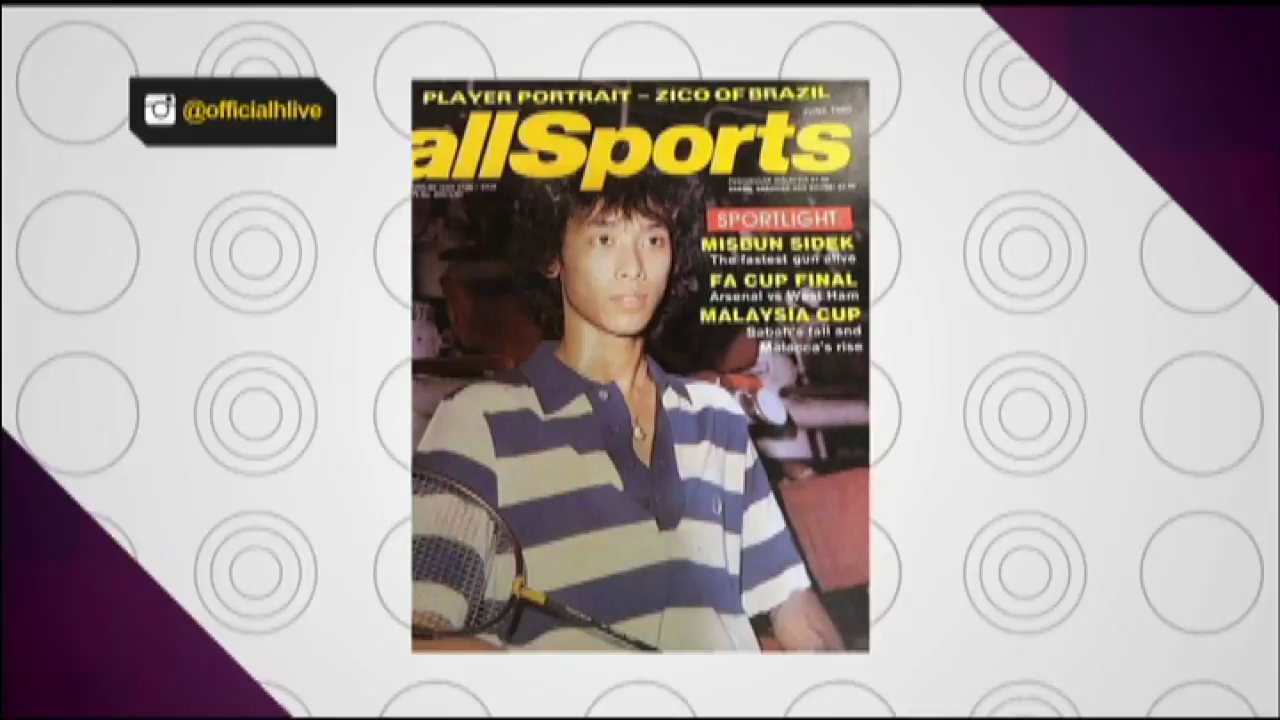 @officialhlive
PLAYER PORTRAIT – ZICO OF BRAZIL
JUNE 1980
allSports
SPORTLIGHT
MISBUN SIDEK
The fastest gun alive
FA CUP FINAL
Arsenal vs West Ham
MALAYSIA CUP
Sabah's fall and
Malacca's rise